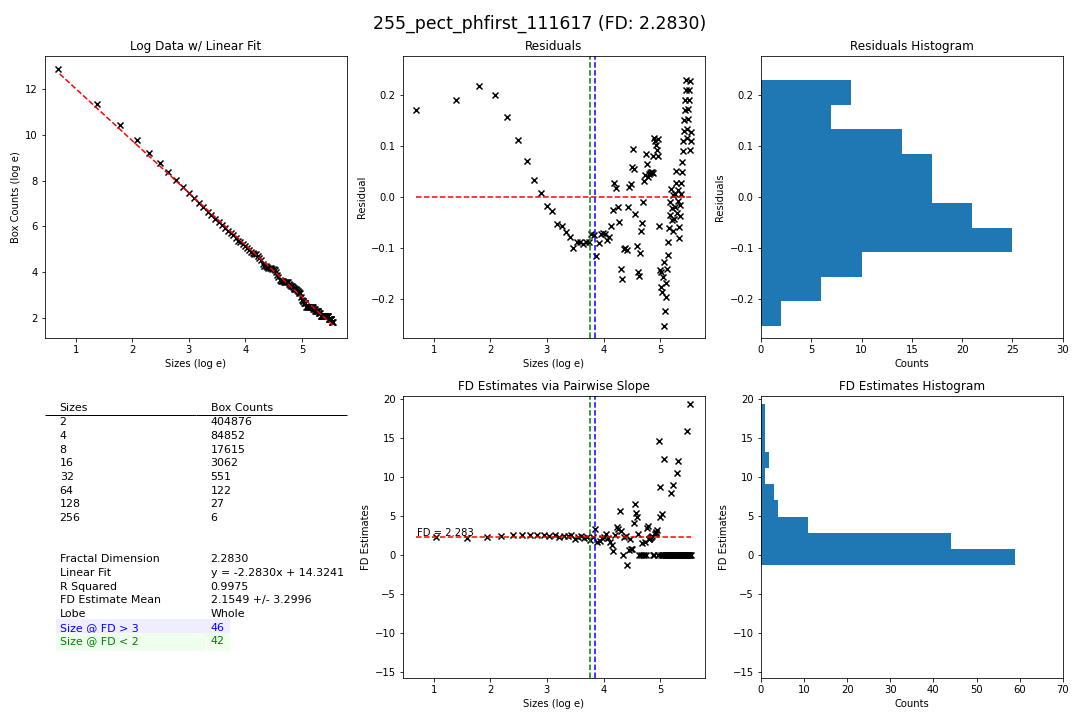 255_pect_phfirst_111617 (FD: 2.2830)
Log Data w/ Linear Fit
Box Counts (log e)
12
10
8
6
4
2
1 2 3 4 5
Sizes (log e)
Residuals
Residual
0.2
0.1
0.0
−0.1
−0.2
1 2 3 4 5
Sizes (log e)
Residuals Histogram
Residuals
0.2
0.1
0.0
−0.1
−0.2
0 5 10 15 20 25 30
Counts
Sizes Box Counts
2 404876
4 84852
8 17615
16 3062
32 551
64 122
128 27
256 6
Fractal Dimension 2.2830
Linear Fit y = -2.2830x + 14.3241
R Squared 0.9975
FD Estimate Mean 2.1549 +/- 3.2996
Lobe Whole
Size @ FD > 3 46
Size @ FD < 2 42
FD Estimates via Pairwise Slope
FD Estimates
20
15
10
5
0
−5
−10
−15
FD = 2.283
1 2 3 4 5
Sizes (log e)
FD Estimates Histogram
FD Estimates
20
15
10
5
0
−5
−10
−15
0 10 20 30 40 50 60 70
Counts